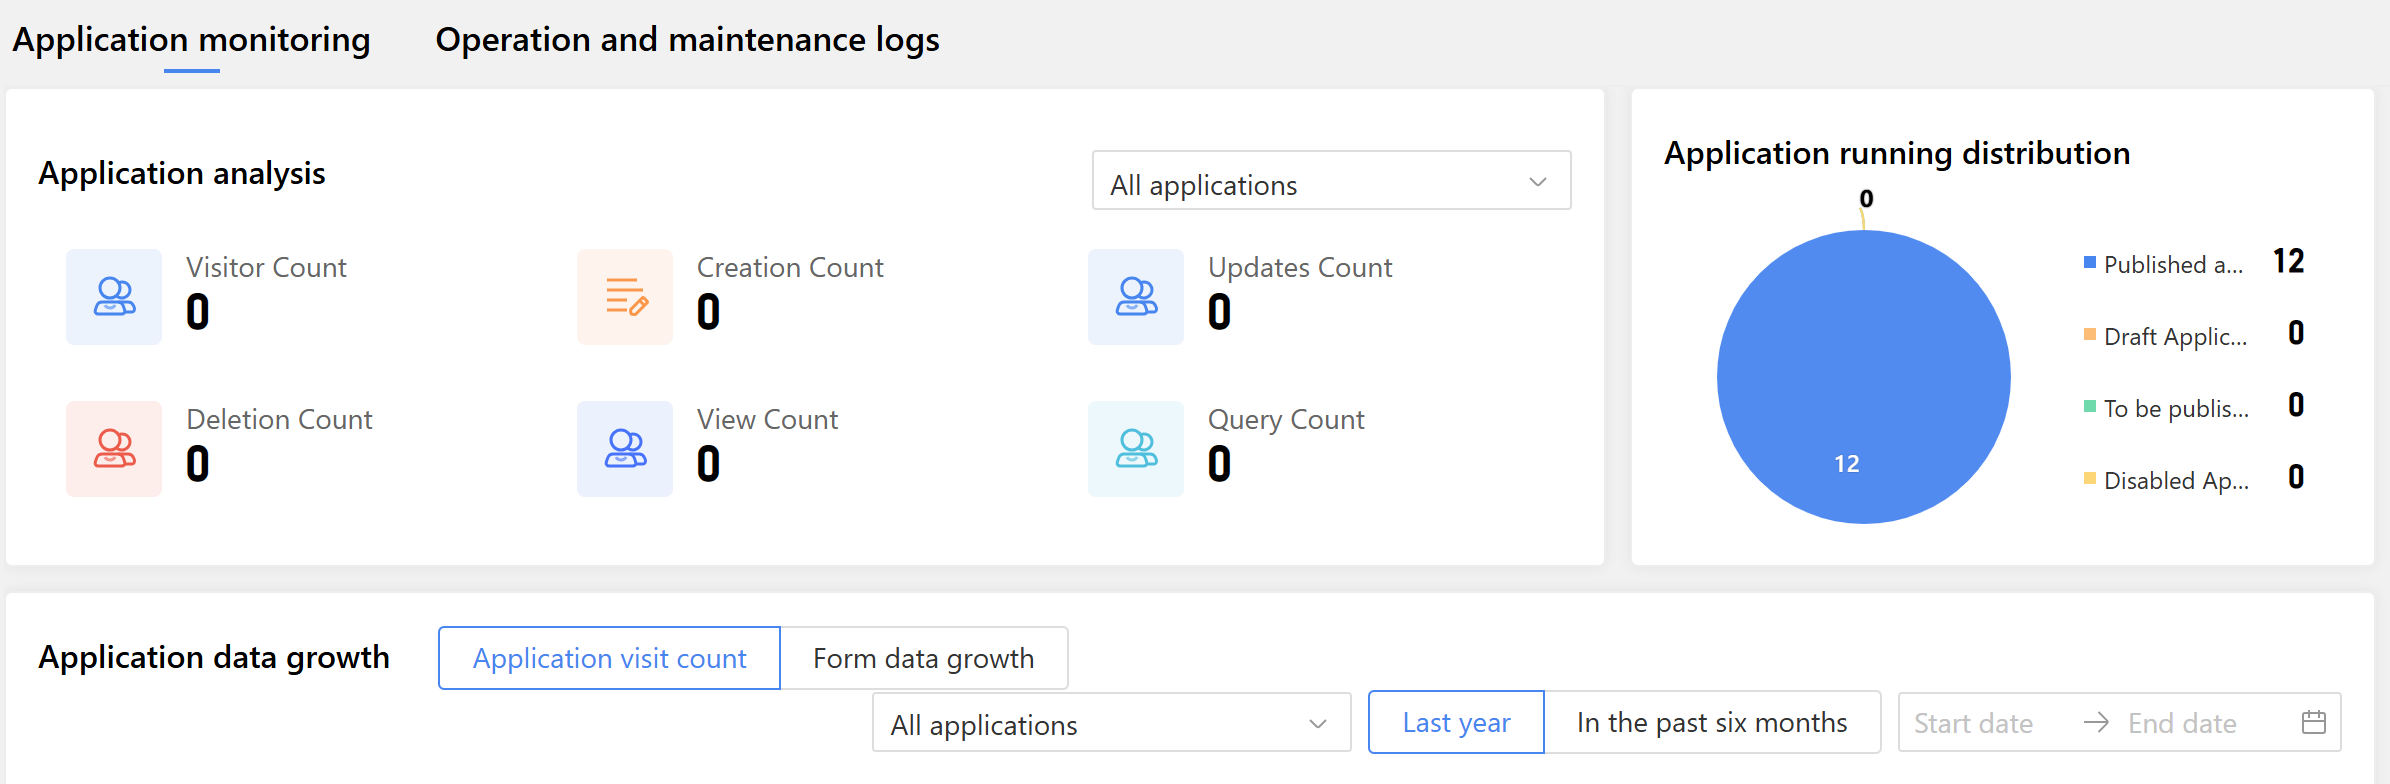 Application monitoring
Operation and maintenance logs
Application analysis
All applications
Visitor Count
0
Creation Count
0
Updates Count
0
Deletion Count
0
View Count
0
Query Count
0
Application running distribution
0
12
Published a... 12
Draft Applic... 0
To be publis... 0
Disabled Ap... 0
Application data growth
Application visit count
Form data growth
All applications
Last year
In the past six months
Start date
End date